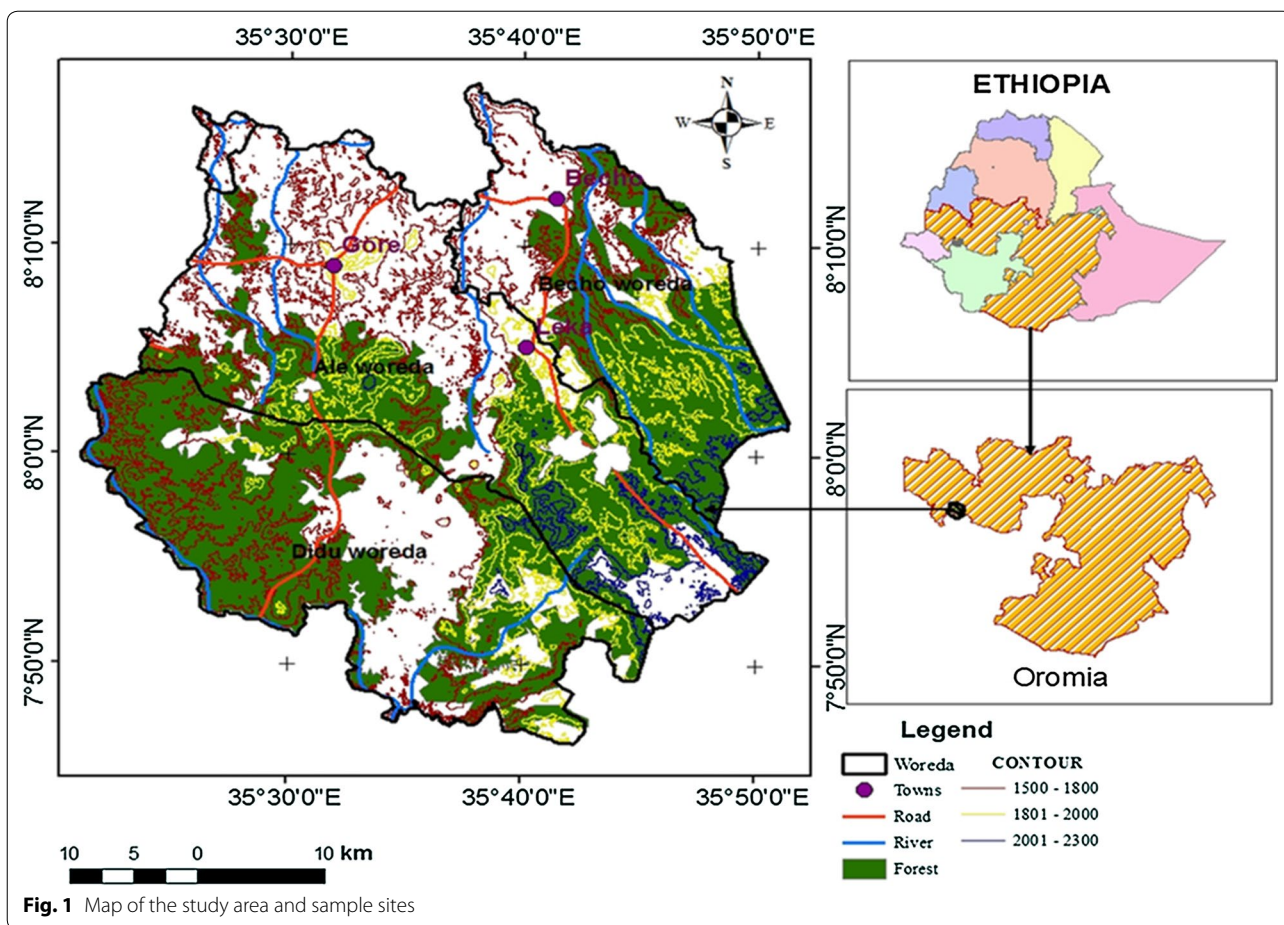 35°30'0"E 35°40'0"E 35°50'0"E
ETHIOPIA
N
W E
S
Becho
Gore
8°10'0"N 8°10'0"N
Becho woreda
Leka
Ale woreda
8°0'0"N 8°0'0"N
Didu woreda
7°50'0"N 7°50'0"N
Oromia
35°30'0"E 35°40'0"E 35°50'0"E
Legend
Woreda CONTOUR
Towns 1500 - 1800
Road 1801 - 2000
River 2001 - 2300
Forest
10 5 0 10 km
Fig. 1 Map of the study area and sample sites